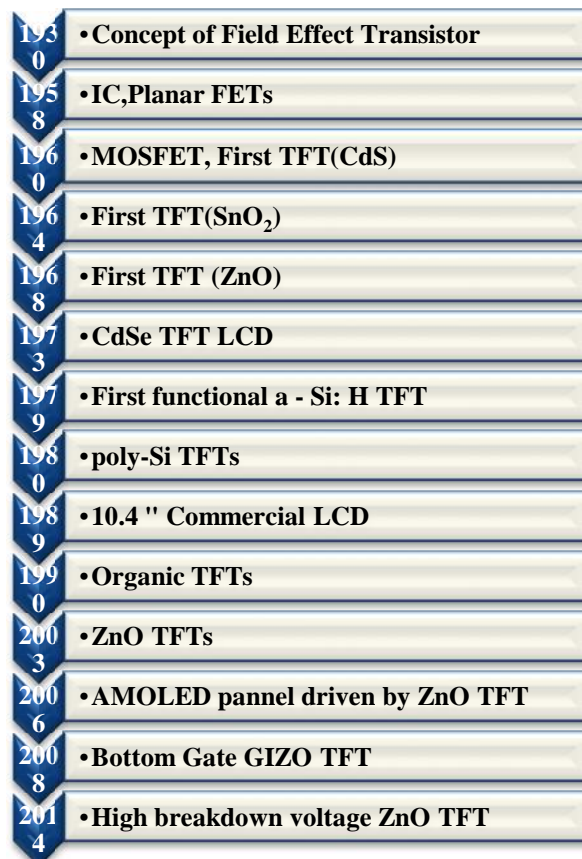 1930
•Concept of Field Effect Transistor
1958
•IC,Planar FETs
1960
•MOSFET, First TFT(CdS)
1964
•First TFT(SnO₂)
1968
•First TFT (ZnO)
1973
•CdSe TFT LCD
1979
•First functional a - Si: H TFT
1980
•poly-Si TFTs
1989
•10.4 " Commercial LCD
1990
•Organic TFTs
2003
•ZnO TFTs
2006
•AMOLED pannel driven by ZnO TFT
2008
•Bottom Gate GIZO TFT
2014
•High breakdown voltage ZnO TFT